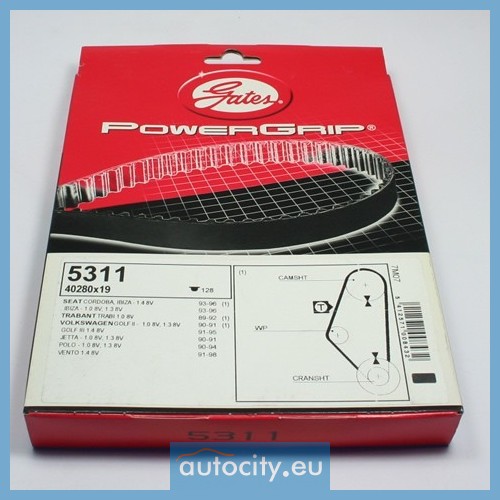 Gates
POWERGRIP®
5311
40280x19 128
SEAT CORDOBA, IBIZA - 1.4 8V 93-96 (1)
IBIZA - 1.0 8V; 1.3 8V 93-96
TRABANT TRABI 1.0 8V 89-92 (1)
VOLKSWAGEN GOLF II - 1.0 8V, 1.3 8V 90-91 (1)
GOLF III 1.4 8V 91-95
JETTA - 1.0 8V, 1.3 8V 90-91
POLO - 1.0 8V, 1.3 8V 90-94
VENTO 1.4 8V 91-98
(1)
CAMSHT
T
WP
CRANSHT
7M07
5311
autocity.eu